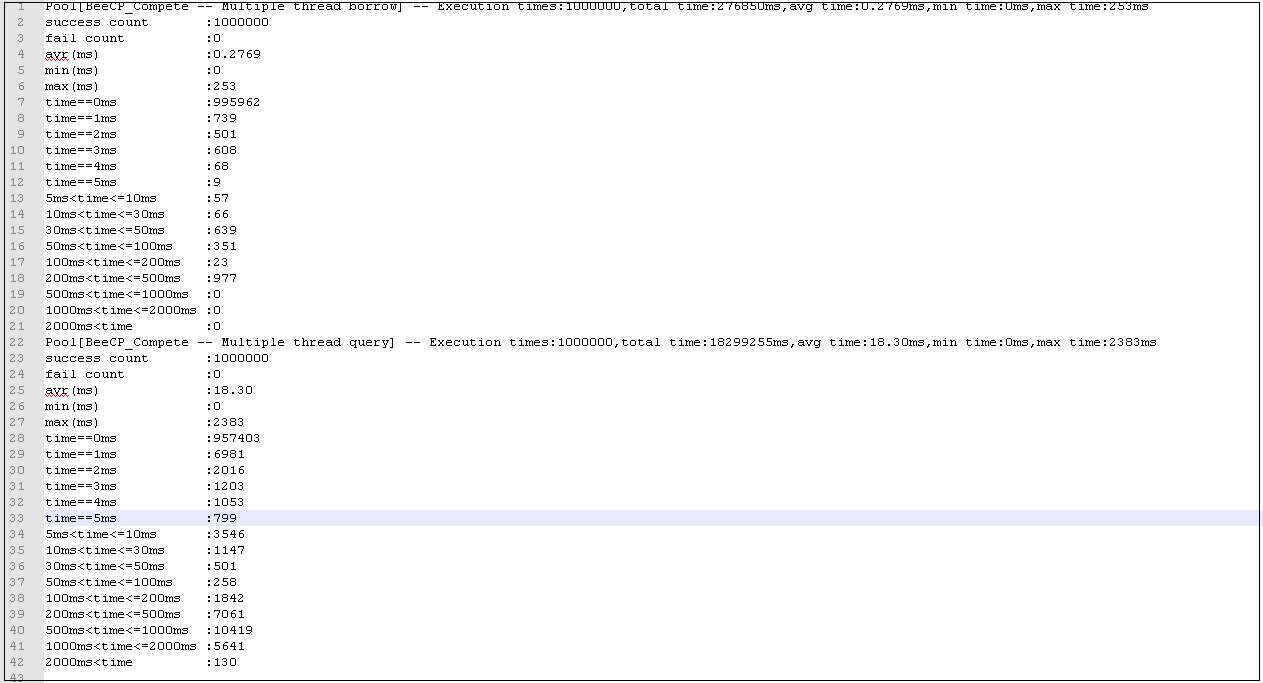 1 Pool[BeeCP_Compete -- Multiple thread borrow] -- Execution times:1000000,total time:276850ms,avg time:0.2769ms,min time:0ms,max time:253ms
2 success count :1000000
3 fail count :0
4 avr(ms) :0.2769
5 min(ms) :0
6 max(ms) :253
7 time==0ms :995962
8 time==1ms :739
9 time==2ms :501
10 time==3ms :608
11 time==4ms :68
12 time==5ms :9
13 5ms<time<=10ms :57
14 10ms<time<=30ms :66
15 30ms<time<=50ms :639
16 50ms<time<=100ms :351
17 100ms<time<=200ms :23
18 200ms<time<=500ms :977
19 500ms<time<=1000ms :0
20 1000ms<time<=2000ms :0
21 2000ms<time :0
22 Pool[BeeCP_Compete -- Multiple thread query] -- Execution times:1000000,total time:18299255ms,avg time:18.30ms,min time:0ms,max time:2383ms
23 success count :1000000
24 fail count :0
25 avr(ms) :18.30
26 min(ms) :0
27 max(ms) :2383
28 time==0ms :957403
29 time==1ms :6981
30 time==2ms :2016
31 time==3ms :1203
32 time==4ms :1053
33 time==5ms :799
34 5ms<time<=10ms :3546
35 10ms<time<=30ms :1147
36 30ms<time<=50ms :501
37 50ms<time<=100ms :258
38 100ms<time<=200ms :1842
39 200ms<time<=500ms :7061
40 500ms<time<=1000ms :10419
41 1000ms<time<=2000ms :5641
42 2000ms<time :130
43